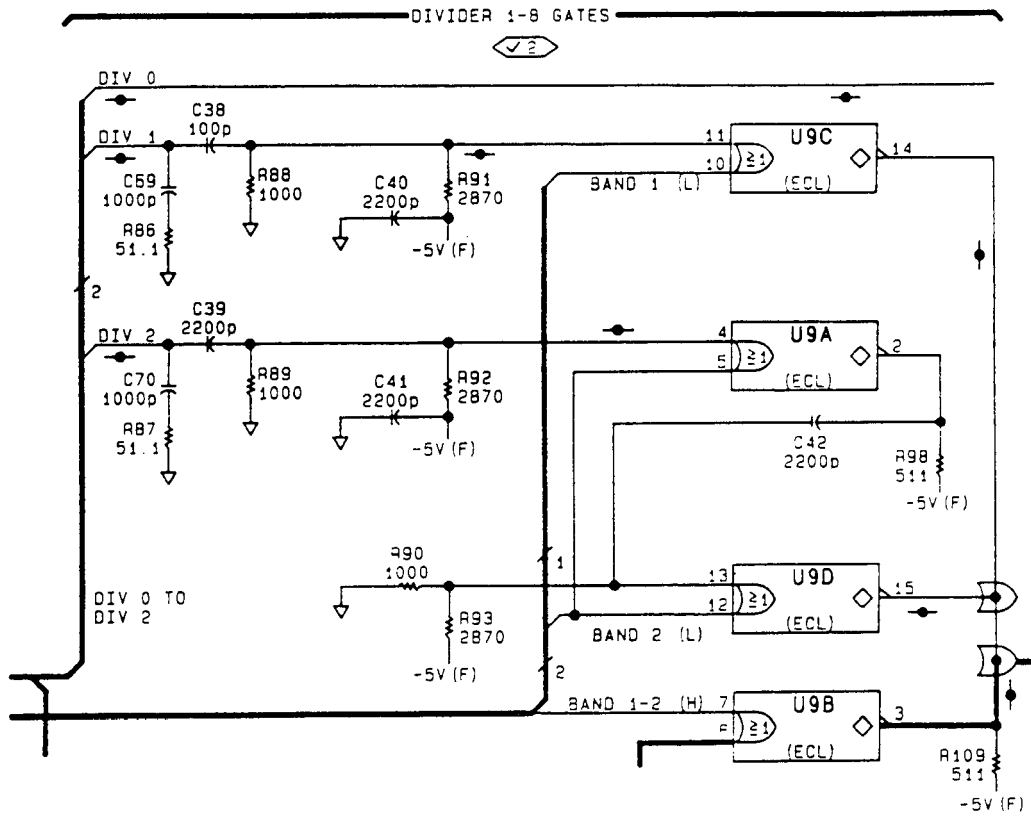 DIVIDER 1-8 GATES
✓ 2
DIV 0
DIV 1
C38
100p
C69
1000p
R86
51.1
R88
1000
C40
2200p
R91
2870
-5V(F)
11
10
BAND 1 (L)
U9C
≥1
(ECL)
14
2
DIV 2
C39
2200p
C70
1000p
R87
51.1
R89
1000
C41
2200p
R92
2870
-5V(F)
4
5
U9A
≥1
(ECL)
2
C42
2200p
R98
511
-5V(F)
R90
1000
R93
2870
-5V(F)
1
13
12
BAND 2 (L)
U9D
≥1
(ECL)
15
DIV 0 TO
DIV 2
2
BAND 1-2 (H)
7
U9B
≥1
(ECL)
3
R109
511
-5V(F)